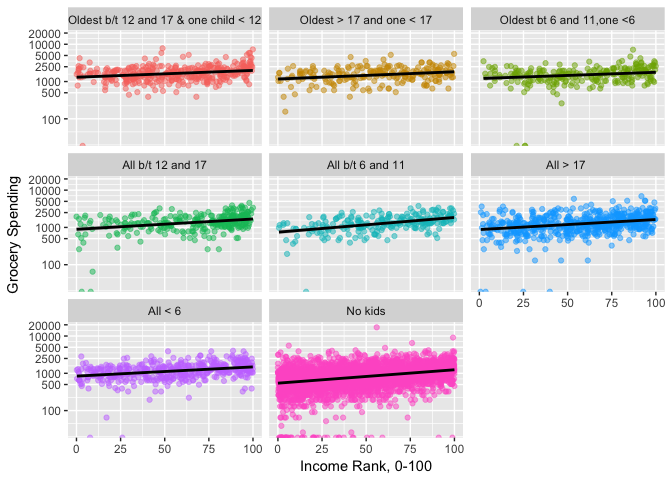 Oldest b/t 12 and 17 & one child < 12
Oldest > 17 and one < 17
Oldest bt 6 and 11,one <6
20000
10000
5000
2500
1000
500
100
All b/t 12 and 17
All b/t 6 and 11
All > 17
20000
10000
5000
2500
1000
500
100
0 25 50 75 100
All < 6
No kids
20000
10000
5000
2500
1000
500
100
0 25 50 75 100
0 25 50 75 100
Grocery Spending
Income Rank, 0-100